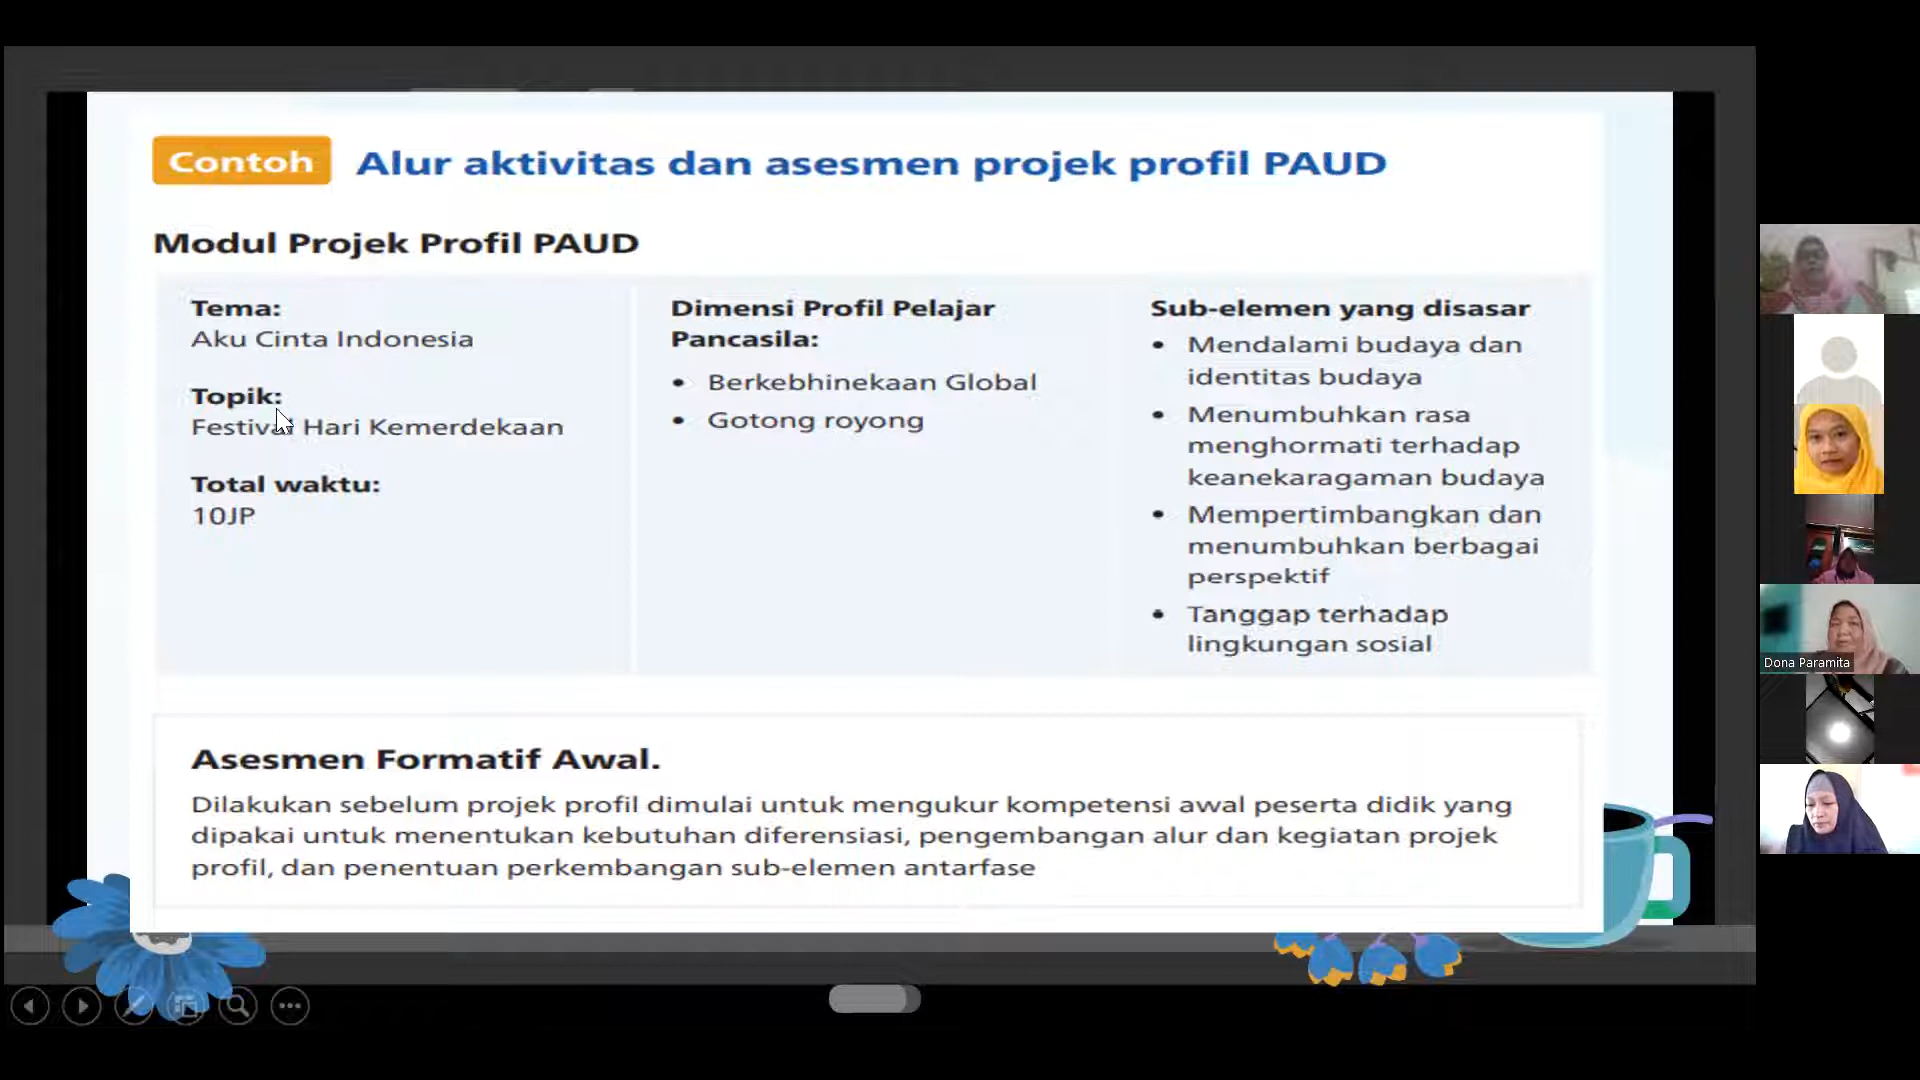 Contoh
Alur aktivitas dan asesmen projek profil PAUD
Modul Projek Profil PAUD
Tema:
Aku Cinta Indonesia
Topik:
Festival Hari Kemerdekaan
Total waktu:
10JP
Dimensi Profil Pelajar
Pancasila:
• Berkebhinekaan Global
• Gotong royong
Sub-elemen yang disasar
• Mendalami budaya dan
identitas budaya
• Menumbuhkan rasa
menghormati terhadap
keanekaragaman budaya
• Mempertimbangkan dan
menumbuhkan berbagai
perspektif
• Tanggap terhadap
lingkungan sosial
Asesmen Formatif Awal.
Dilakukan sebelum projek profil dimulai untuk mengukur kompetensi awal peserta didik yang
dipakai untuk menentukan kebutuhan diferensiasi, pengembangan alur dan kegiatan projek
profil, dan penentuan perkembangan sub-elemen antarfase
Dona Paramita